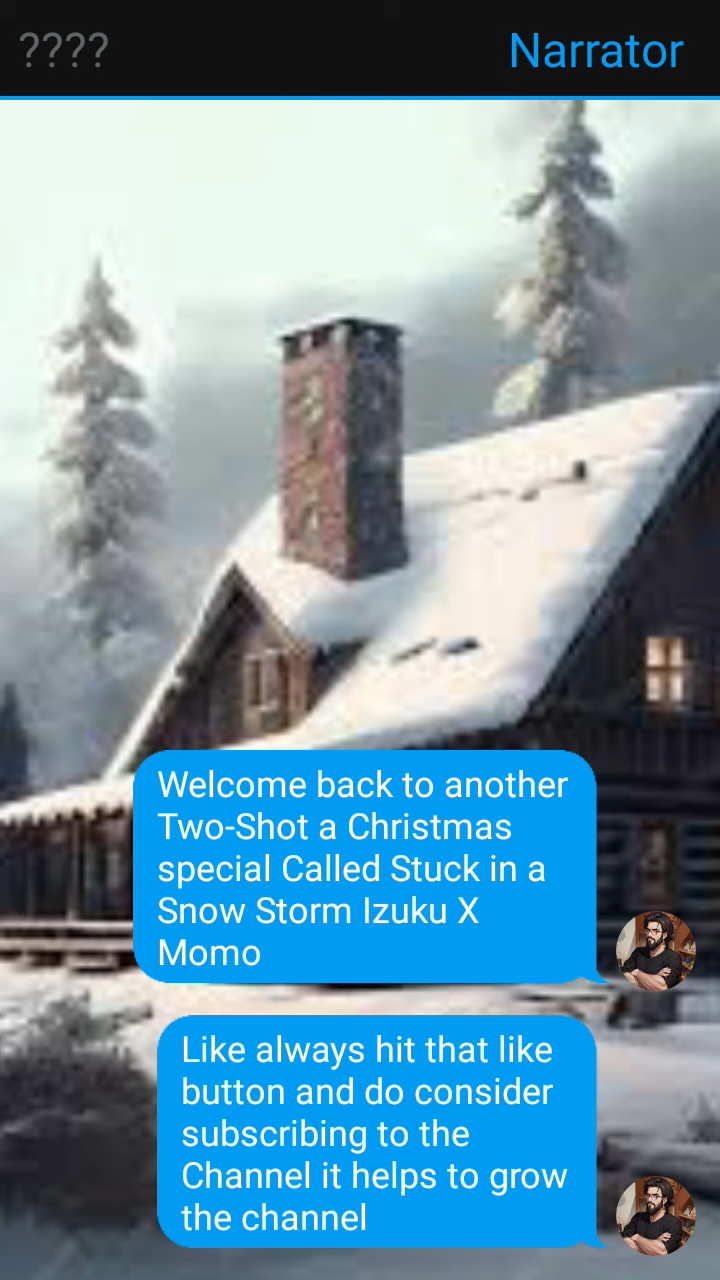 ????
Narrator
Welcome back to another
Two-Shot a Christmas
special Called Stuck in a
Snow Storm Izuku X
Momo
Like always hit that like
button and do consider
subscribing to the
Channel it helps to grow
the channel